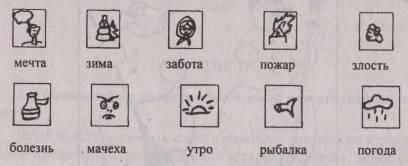 мечта зима забота пожар злость
болезнь мачеха утро рыбалка погода